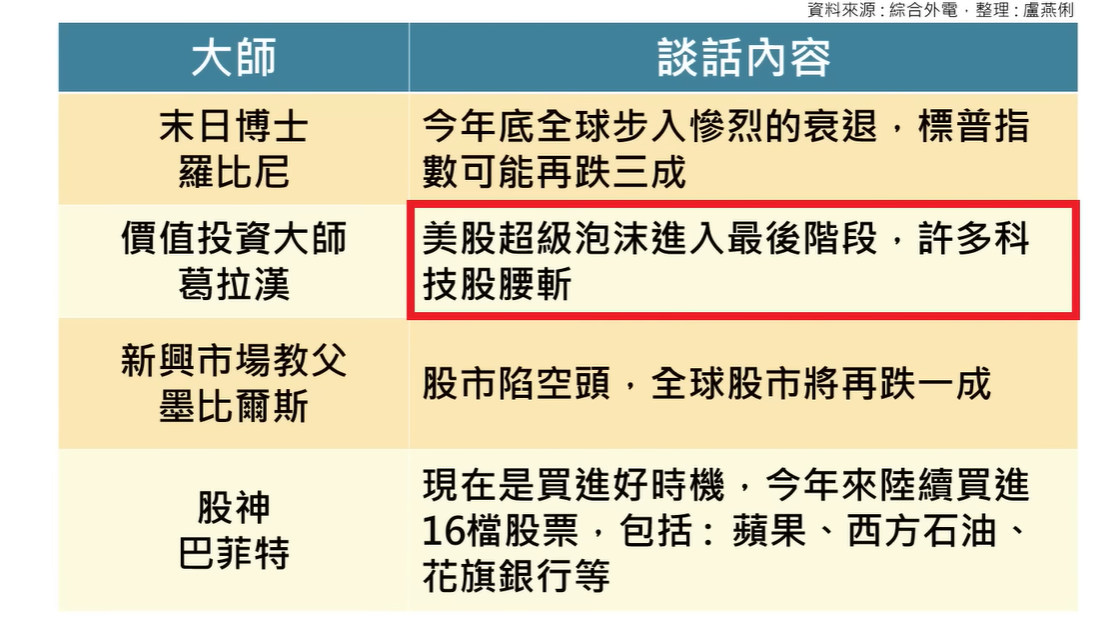 資料來源：綜合外電，整理：盧燕俐
大師
談話內容
末日博士
羅比尼
今年底全球步入慘烈的衰退，標普指
數可能再跌三成
價值投資大師
葛拉漢
美股超級泡沫進入最後階段，許多科
技股腰斬
新興市場教父
墨比爾斯
股市陷空頭，全球股市將再跌一成
股神
巴菲特
現在是買進好時機，今年來陸續買進
16檔股票，包括：蘋果、西方石油、
花旗銀行等